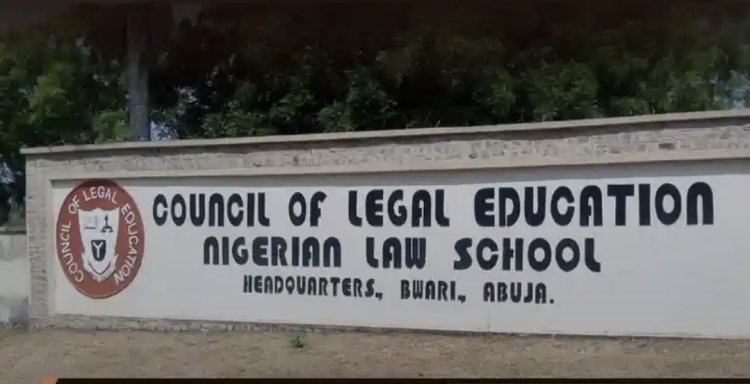 COUNCIL OF LEGAL EDUCATION
COUNCIL OF LEGAL EDUCATION
NIGERIAN LAW SCHOOL
HEADQUARTERS., BWARI., ABUJA.